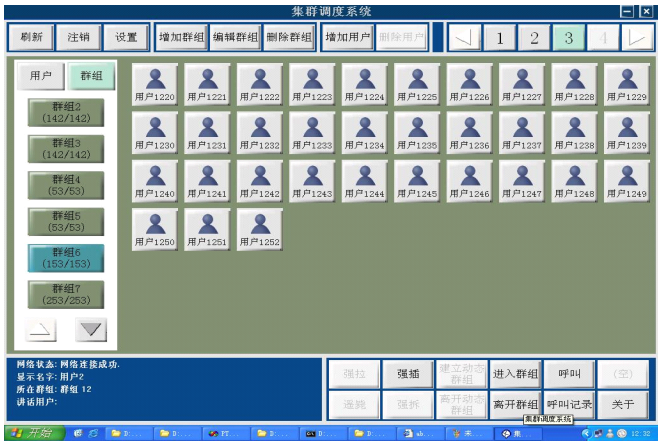 集群调度系统
刷新 注销 设置 增加群组 编辑群组 删除群组 增加用户 删除用户 1 2 3 4
用户 群组
群组2
(142/142)
群组3
(142/142)
群组4
(53/53)
群组5
(53/53)
群组6
(153/153)
群组7
(253/253)
用户1220 用户1221 用户1222 用户1223 用户1224 用户1225 用户1226 用户1227 用户1228 用户1229
用户1230 用户1231 用户1232 用户1233 用户1234 用户1235 用户1236 用户1237 用户1238 用户1239
用户1240 用户1241 用户1242 用户1243 用户1244 用户1245 用户1246 用户1247 用户1248 用户1249
用户1250 用户1251 用户1252
网络状态: 网络连接成功.
显示名字: 用户2
所在群组: 群组 12
讲话用户:
强拉 强插 建立动态群组 进入群组 呼叫 (空)
遥毙 强拆 离开动态群组 离开群组 呼叫记录 关于
集群调度系统
开始 D:... D:... PT... D:... D:... D:... ub... 未... 集... 12:32